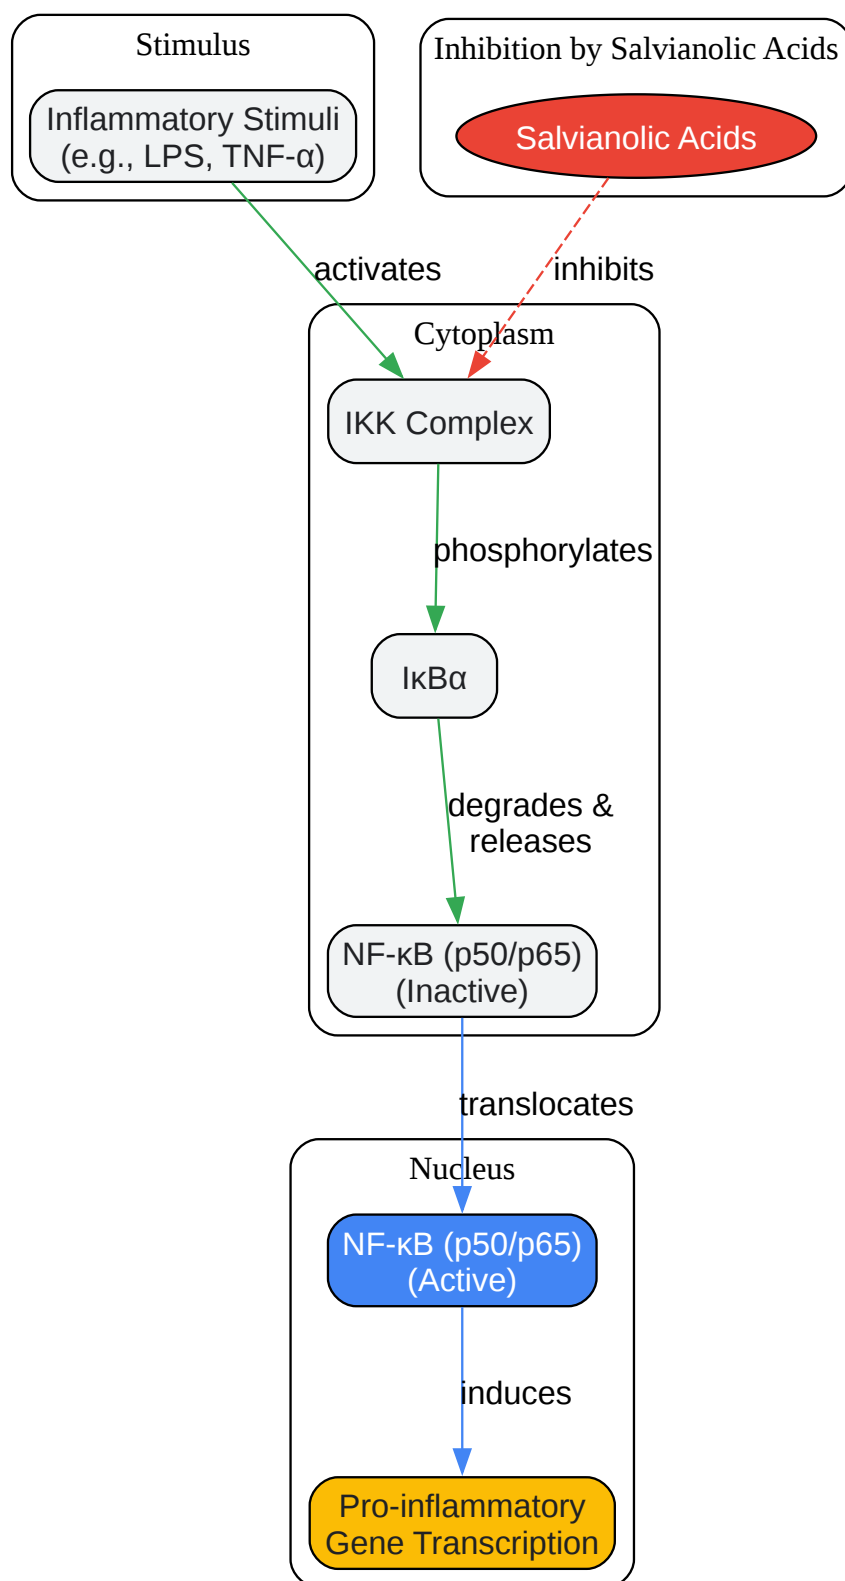 Stimulus
Inflammatory Stimuli
(e.g., LPS, TNF-α)
Inhibition by Salvianolic Acids
Salvianolic Acids
activates
inhibits
Cytoplasm
IKK Complex
phosphorylates
IκBα
degrades &
releases
NF-κB (p50/p65)
(Inactive)
translocates
Nucleus
NF-κB (p50/p65)
(Active)
induces
Pro-inflammatory
Gene Transcription